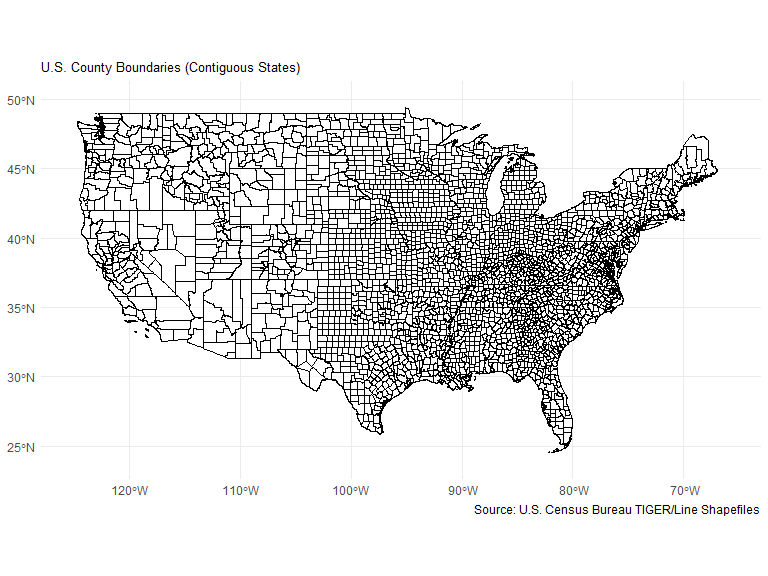 U.S. County Boundaries (Contiguous States)
50°N
45°N
40°N
35°N
30°N
25°N
120°W 110°W 100°W 90°W 80°W 70°W
Source: U.S. Census Bureau TIGER/Line Shapefiles